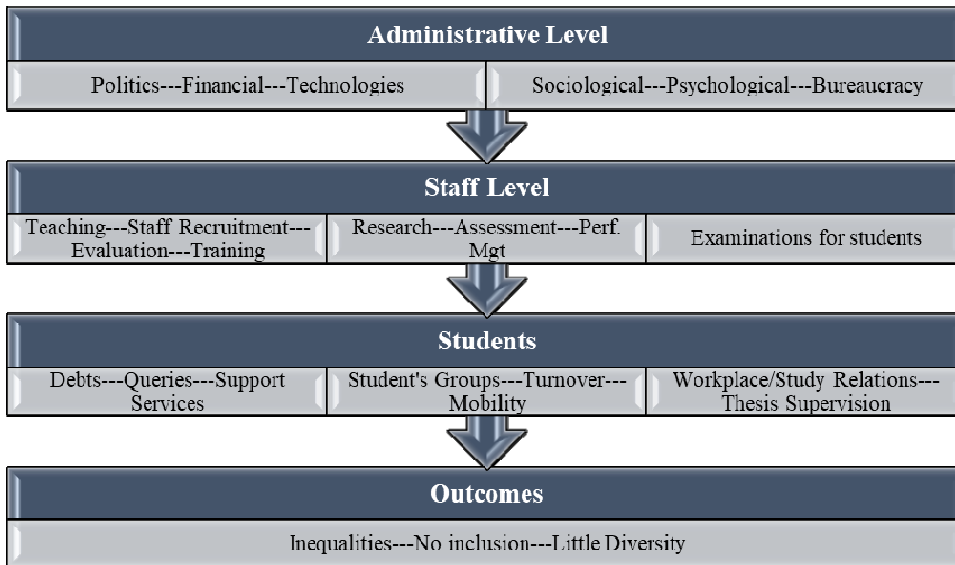 Administrative Level
Politics---Financial---Technologies
Sociological---Psychological---Bureaucracy
Staff Level
Teaching---Staff Recruitment---
Evaluation---Training
Research---Assessment---Perf.
Mgt
Examinations for students
Students
Debts---Queries---Support
Services
Student's Groups---Turnover---
Mobility
Workplace/Study Relations---
Thesis Supervision
Outcomes
Inequalities---No inclusion---Little Diversity